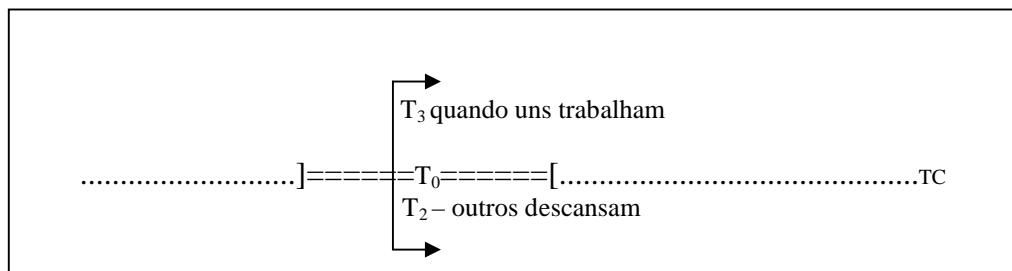 T₃ quando uns trabalham
...........................]======T₀======[..............................................TC
T₂ – outros descansam